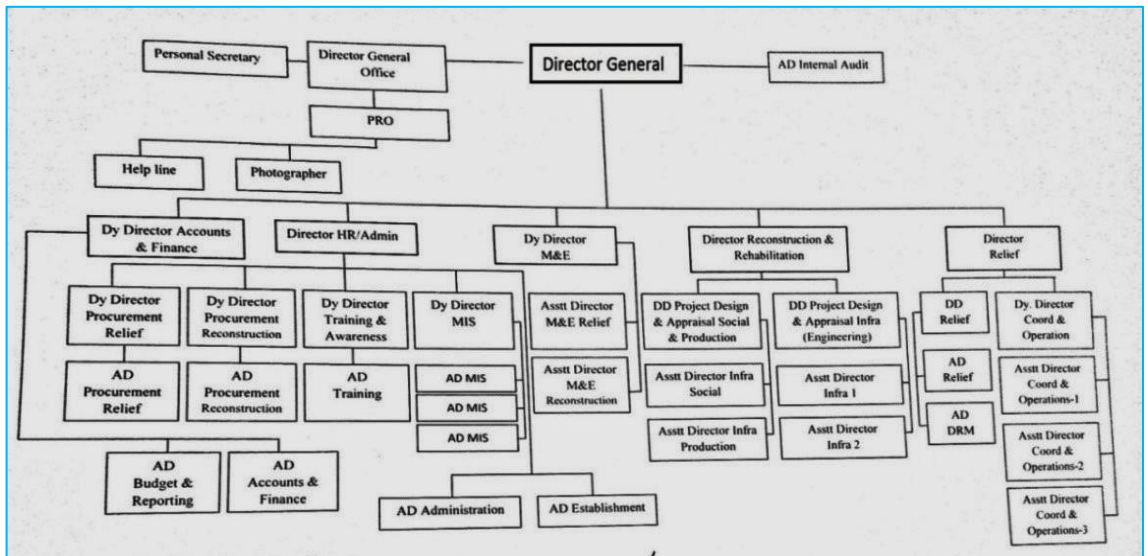 Personal Secretary
Director General
Office
Director General
AD Internal Audit
PRO
Help line
Photographer
Dy Director Accounts
& Finance
Director HR/Admin
Dy Director
M&E
Director Reconstruction &
Rehabilitation
Director
Relief
Dy Director
Procurement
Relief
Dy Director
Procurement
Reconstruction
Dy Director
Training &
Awareness
Dy Director
MIS
Asstt Director
M&E Relief
DD Project Design
& Appraisal Social
& Production
DD Project Design
& Appraisal Infra
(Engineering)
DD
Relief
Dy. Director
Coord &
Operation
AD
Procurement
Relief
AD
Procurement
Reconstruction
AD
Training
AD MIS
AD MIS
AD MIS
Asstt Director
M&E
Reconstruction
Asstt Director Infra
Social
Asstt Director
Infra 1
AD
Relief
Asstt Director
Coord &
Operations-1
Asstt Director Infra
Production
Asstt Director
Infra 2
AD
DRM
Asstt Director
Coord &
Operations-2
AD
Budget &
Reporting
AD
Accounts &
Finance
AD Administration
AD Establishment
Asstt Director
Coord &
Operations-3